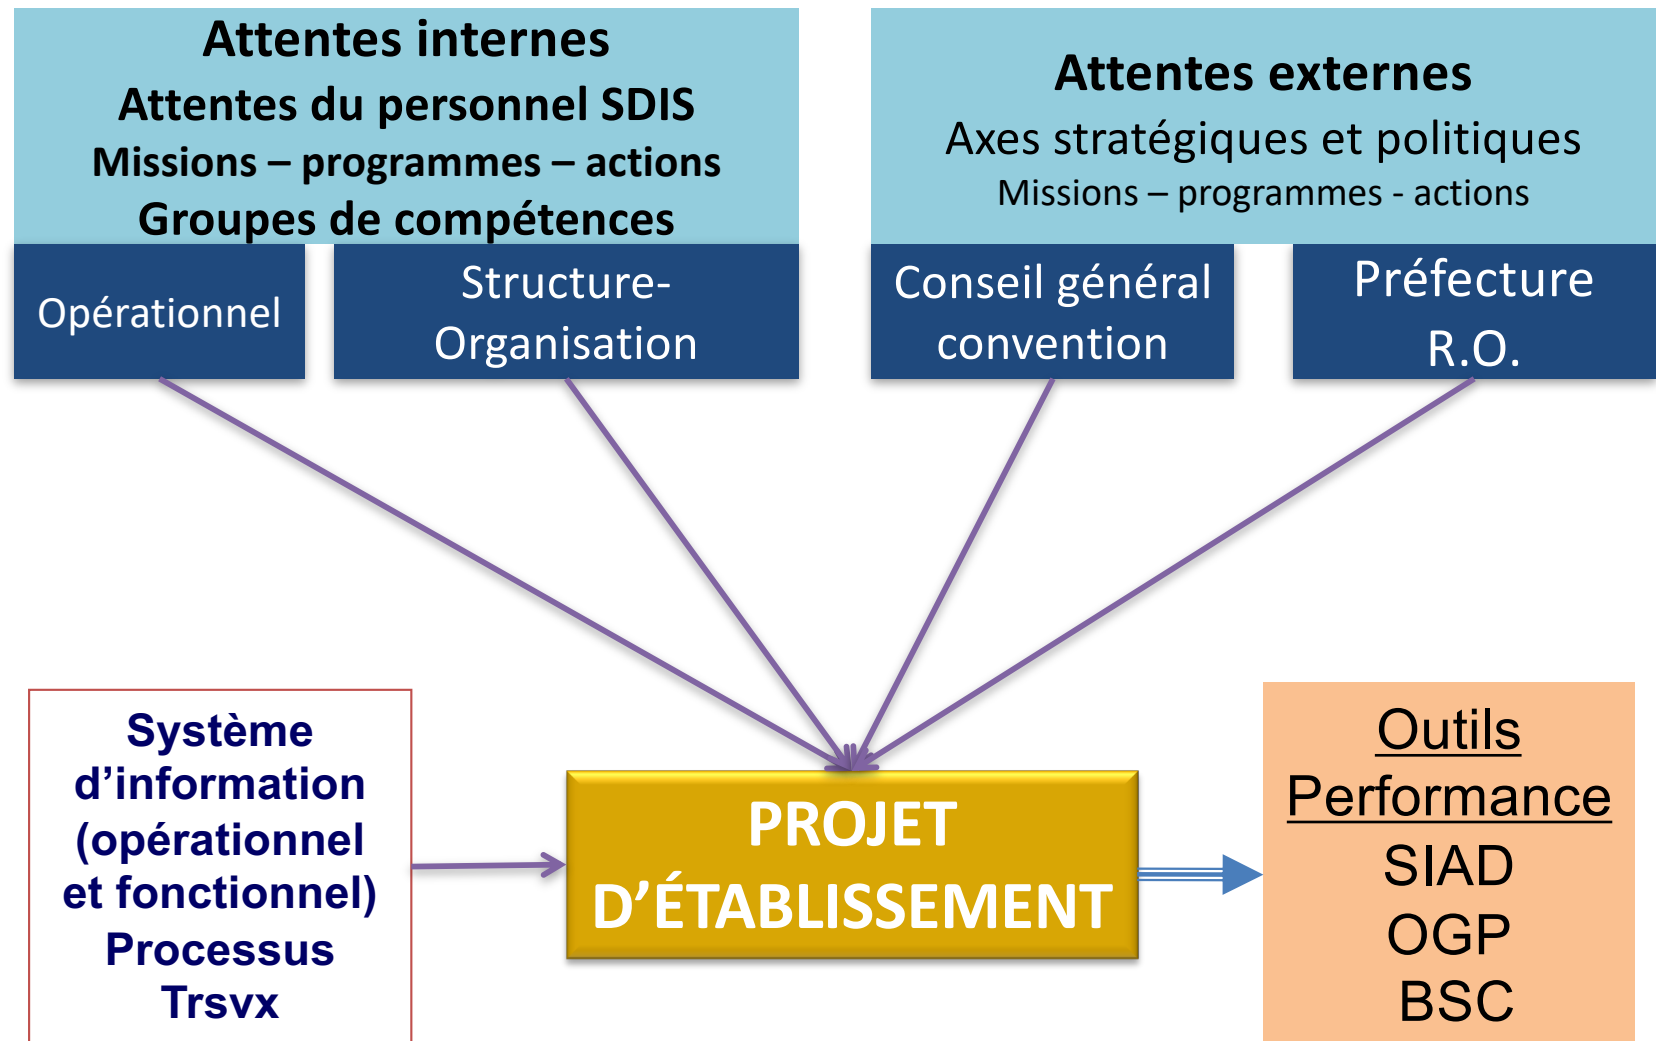 Attentes internes
Attentes du personnel SDIS
Missions – programmes – actions
Groupes de compétences
Opérationnel
Structure-
Organisation
Attentes externes
Axes stratégiques et politiques
Missions – programmes - actions
Conseil général
convention
Préfecture
R.O.
Système
d’information
(opérationnel
et fonctionnel)
Processus
Trsvx
PROJET
D’ÉTABLISSEMENT
Outils
Performance
SIAD
OGP
BSC